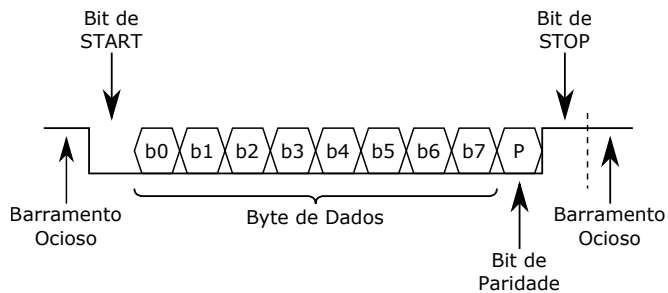 Bit de
START
Bit de
STOP
b0 b1 b2 b3 b4 b5 b6 b7 P
Barramento
Ocioso
Byte de Dados
Barramento
Ocioso
Bit de
Paridade